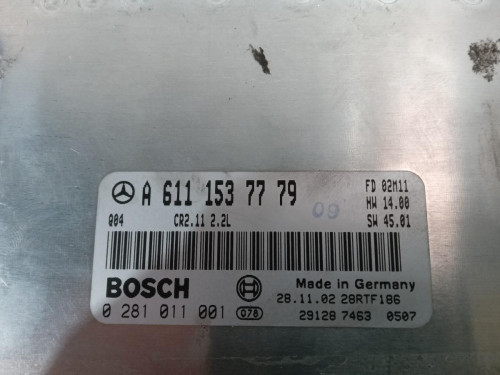 A 611 153 77 79
FD 02M11
HW 14.00
Q04 CR2.11 2.2L
09
SW 45.01
BOSCH
Made in Germany
28.11.02 28RTF186
0 281 011 001 078
29128 7463 0507